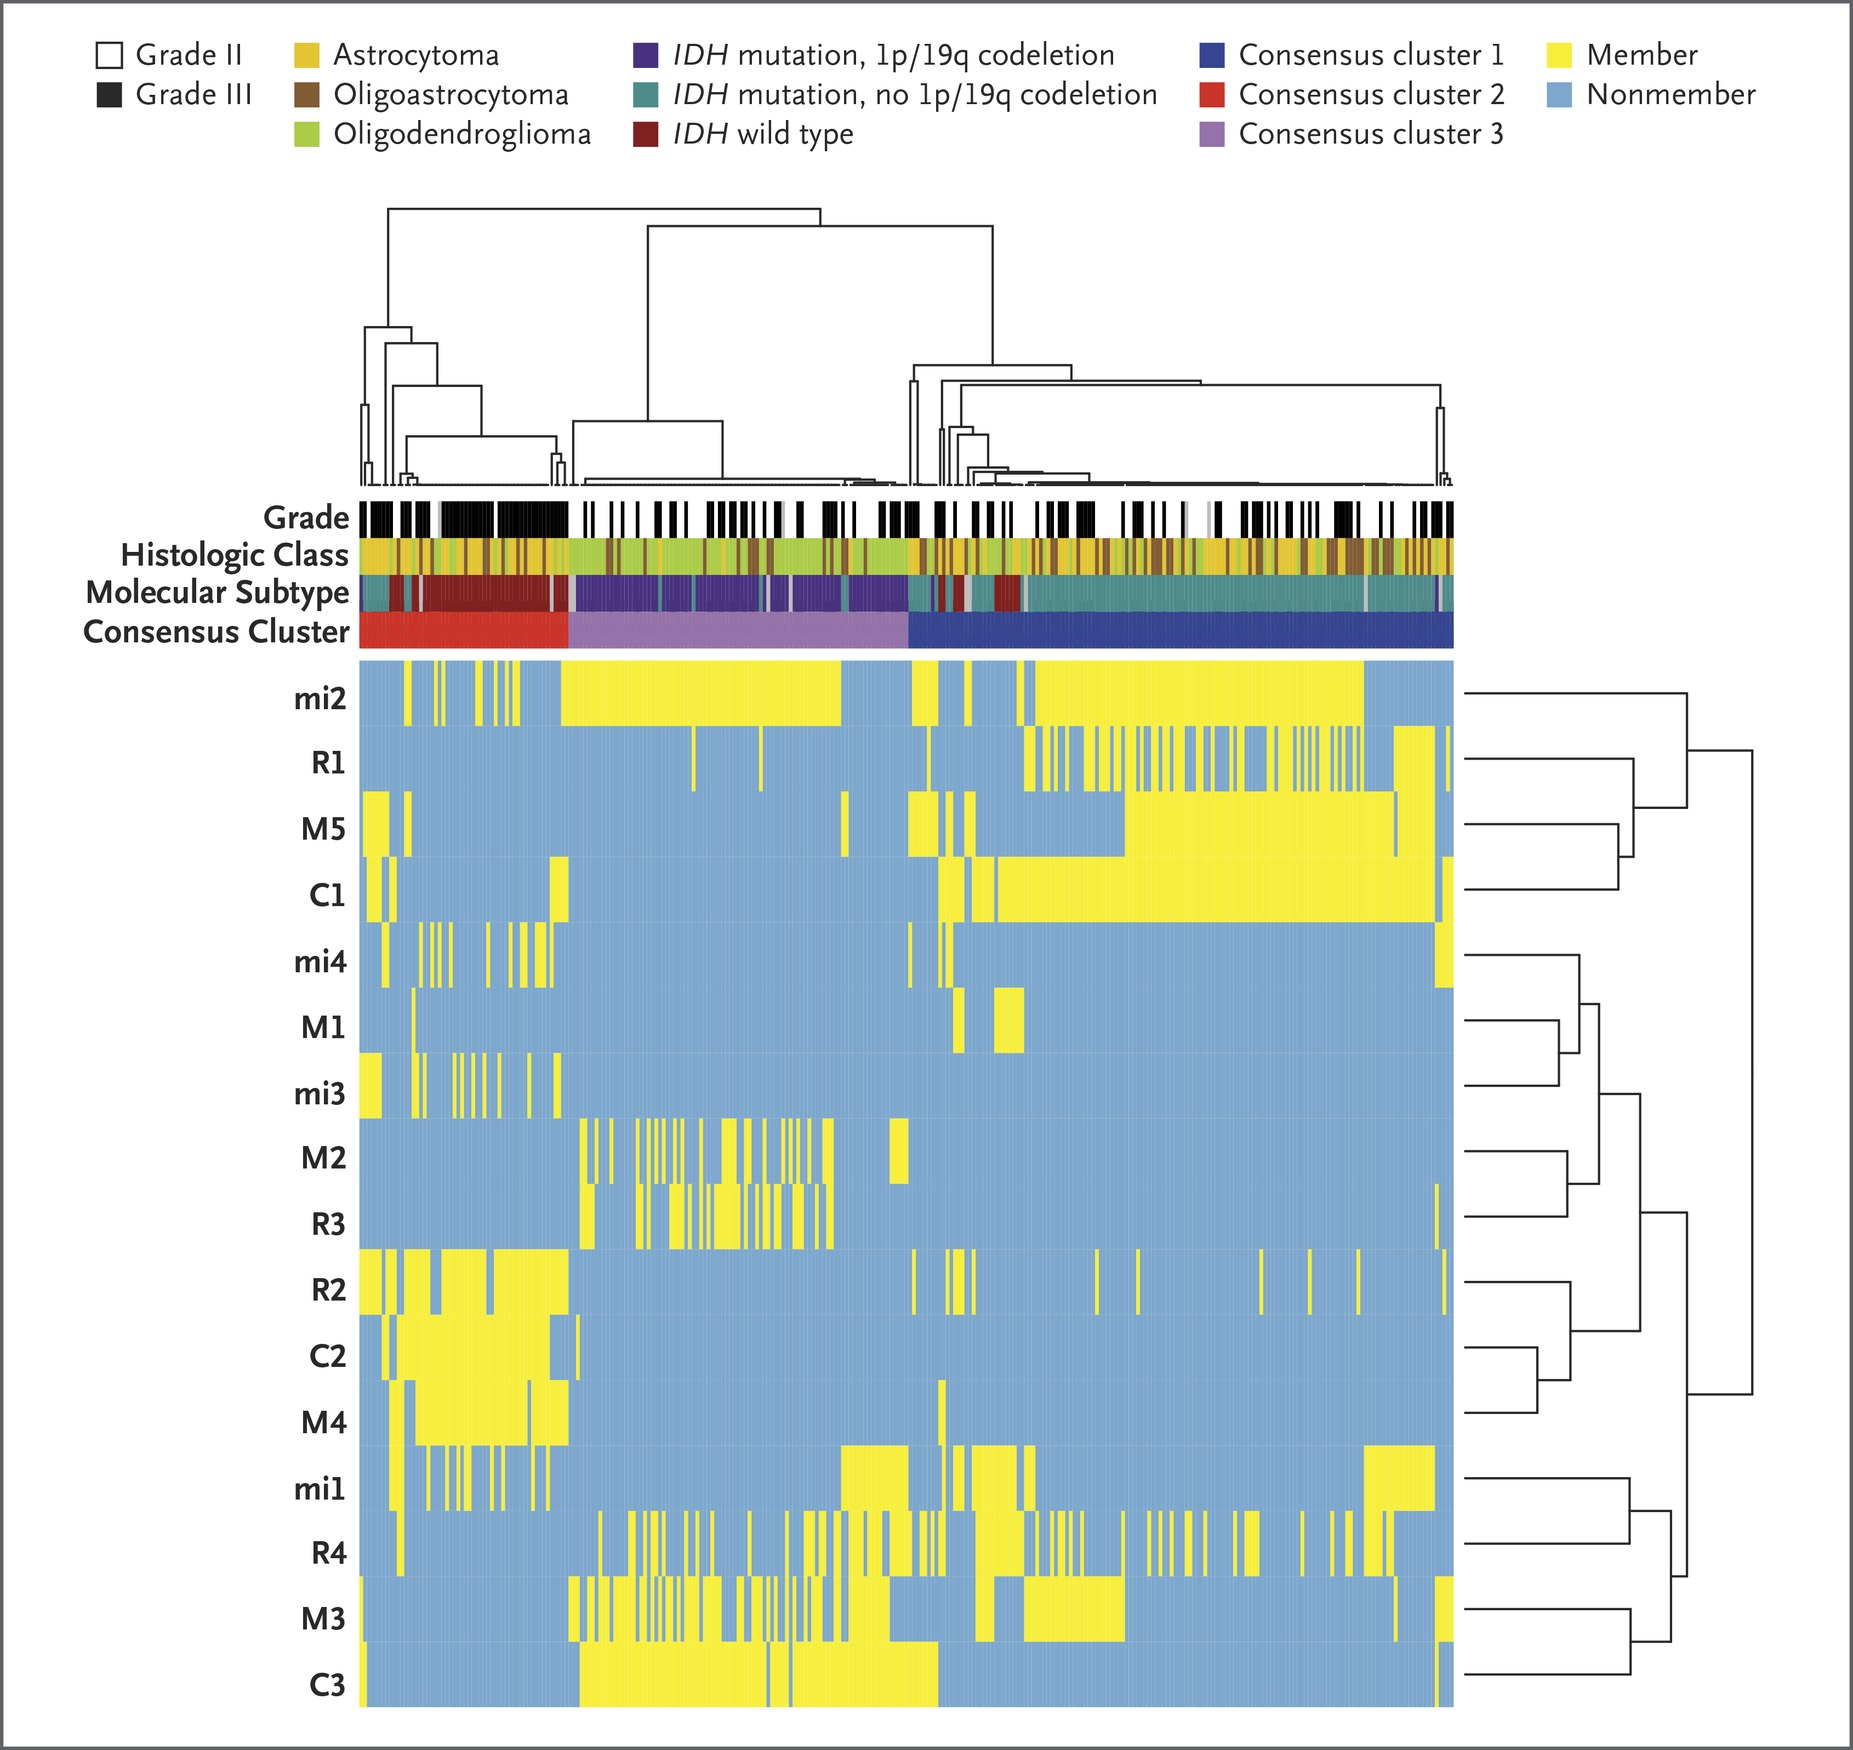 Grade II
Grade III
Astrocytoma
Oligoastrocytoma
Oligodendroglioma
IDH mutation, 1p/19q codeletion
IDH mutation, no 1p/19q codeletion
IDH wild type
Consensus cluster 1
Consensus cluster 2
Consensus cluster 3
Member
Nonmember
Grade
Histologic Class
Molecular Subtype
Consensus Cluster
mi2
R1
M5
C1
mi4
M1
mi3
M2
R3
R2
C2
M4
mi1
R4
M3
C3